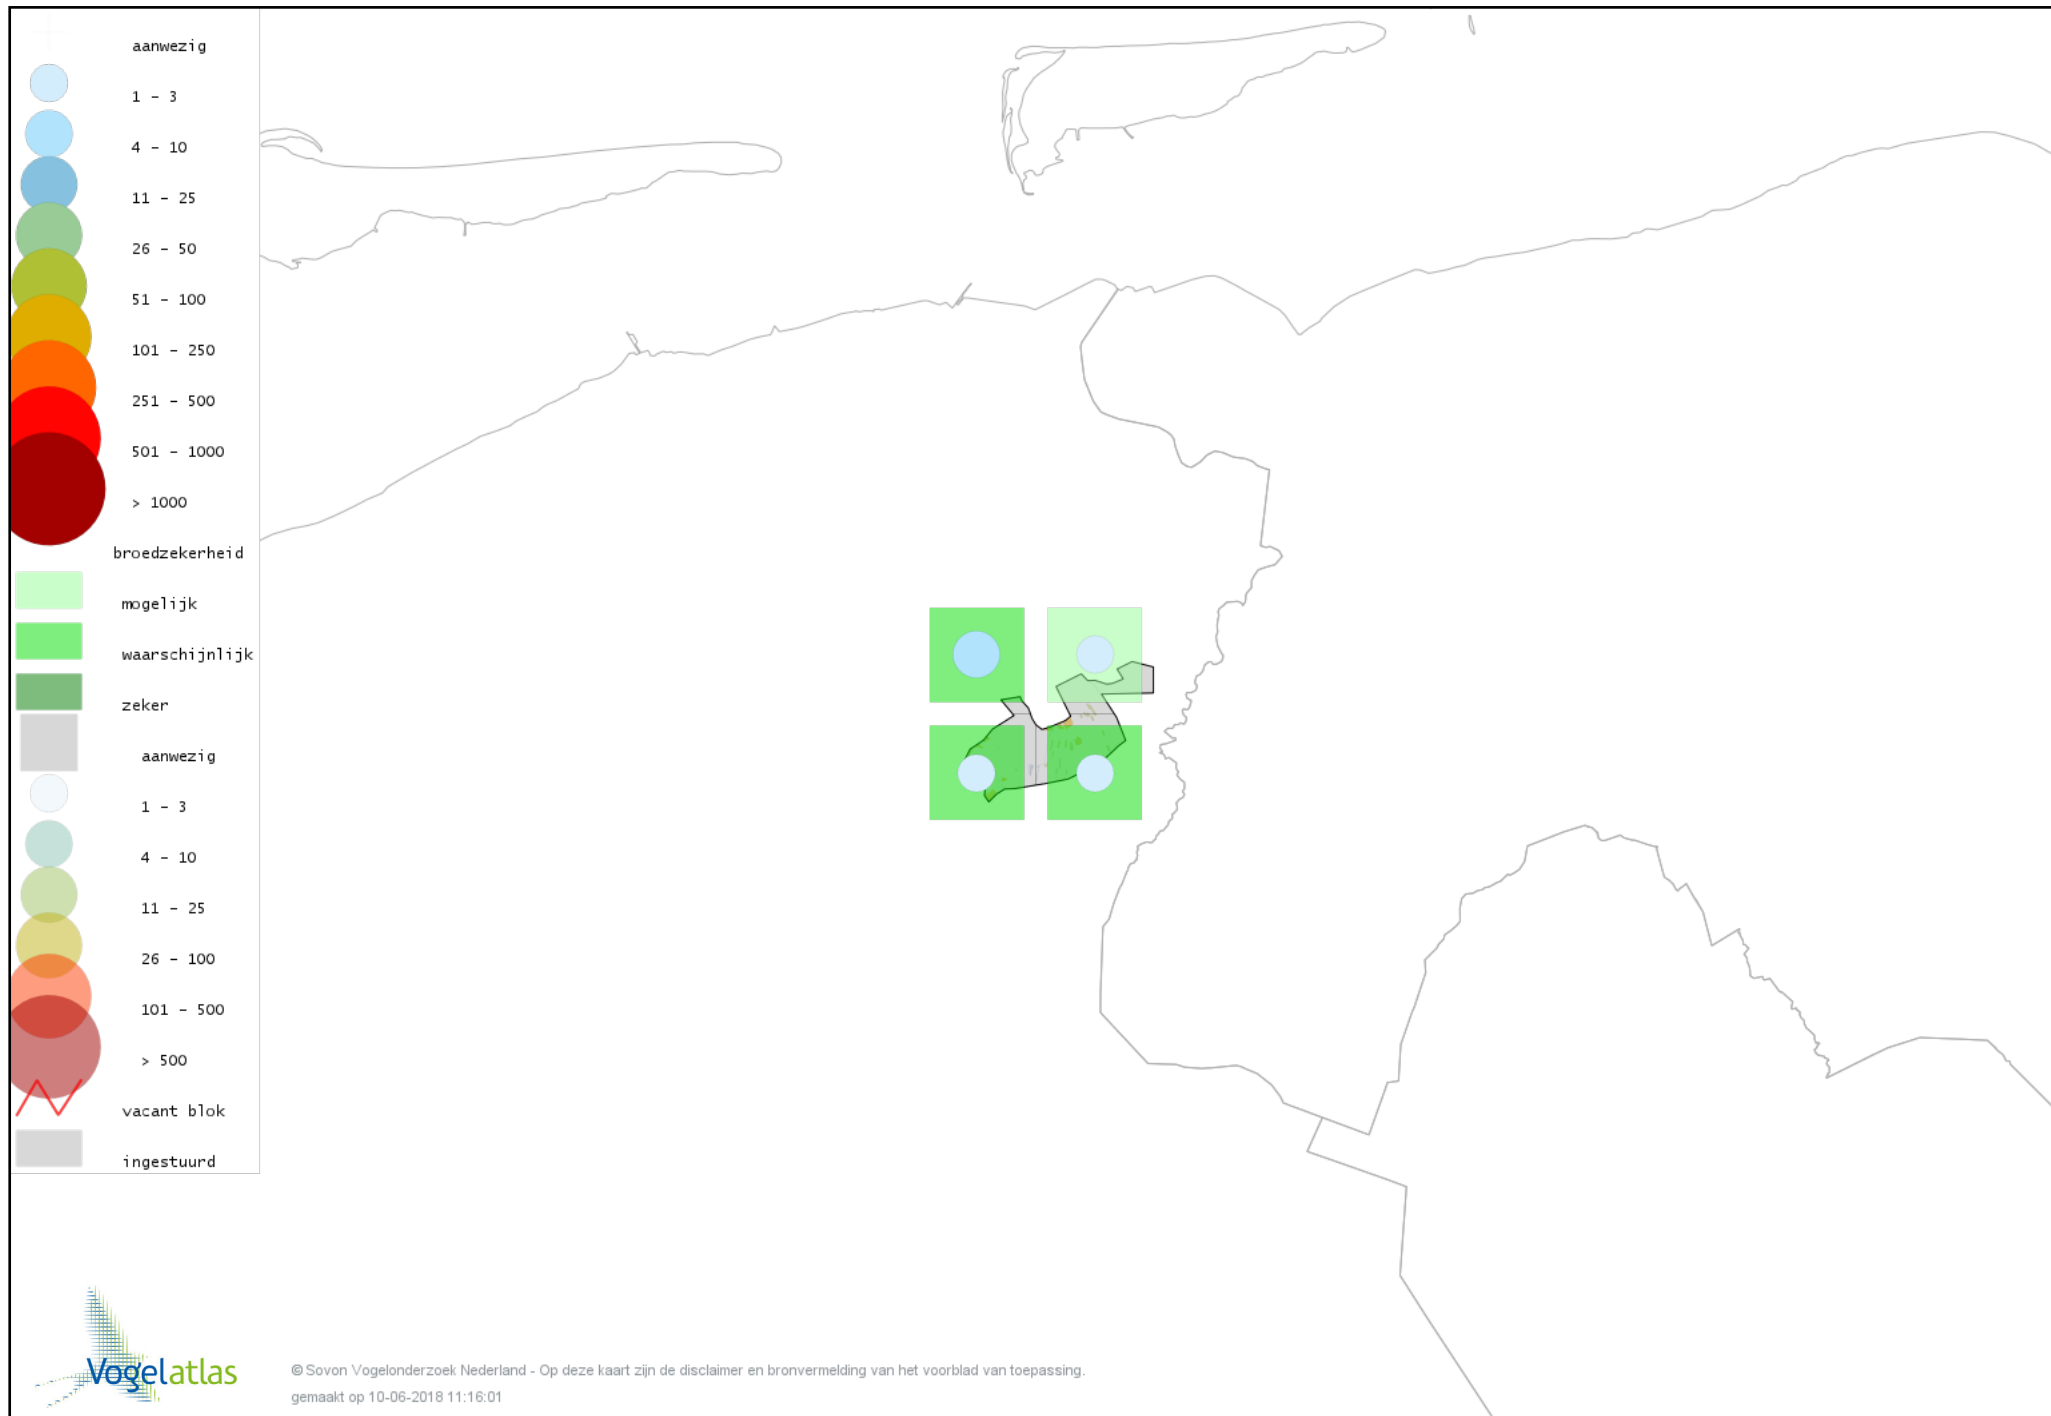 aanwezig
1 - 3
4 - 10
11 - 25
26 - 50
51 - 100
101 - 250
251 - 500
501 - 1000
> 1000
broedzekerheid
mogelijk
waarschijnlijk
zeker
aanwezig
1 - 3
4 - 10
11 - 25
26 - 100
101 - 500
> 500
vacant blok
ingestuurd
Vogelatlas
© Sovon Vogelonderzoek Nederland - Op deze kaart zijn de disclaimer en bronvermelding van het voorblad van toepassing.
gemaakt op 10-06-2018 11:16:01